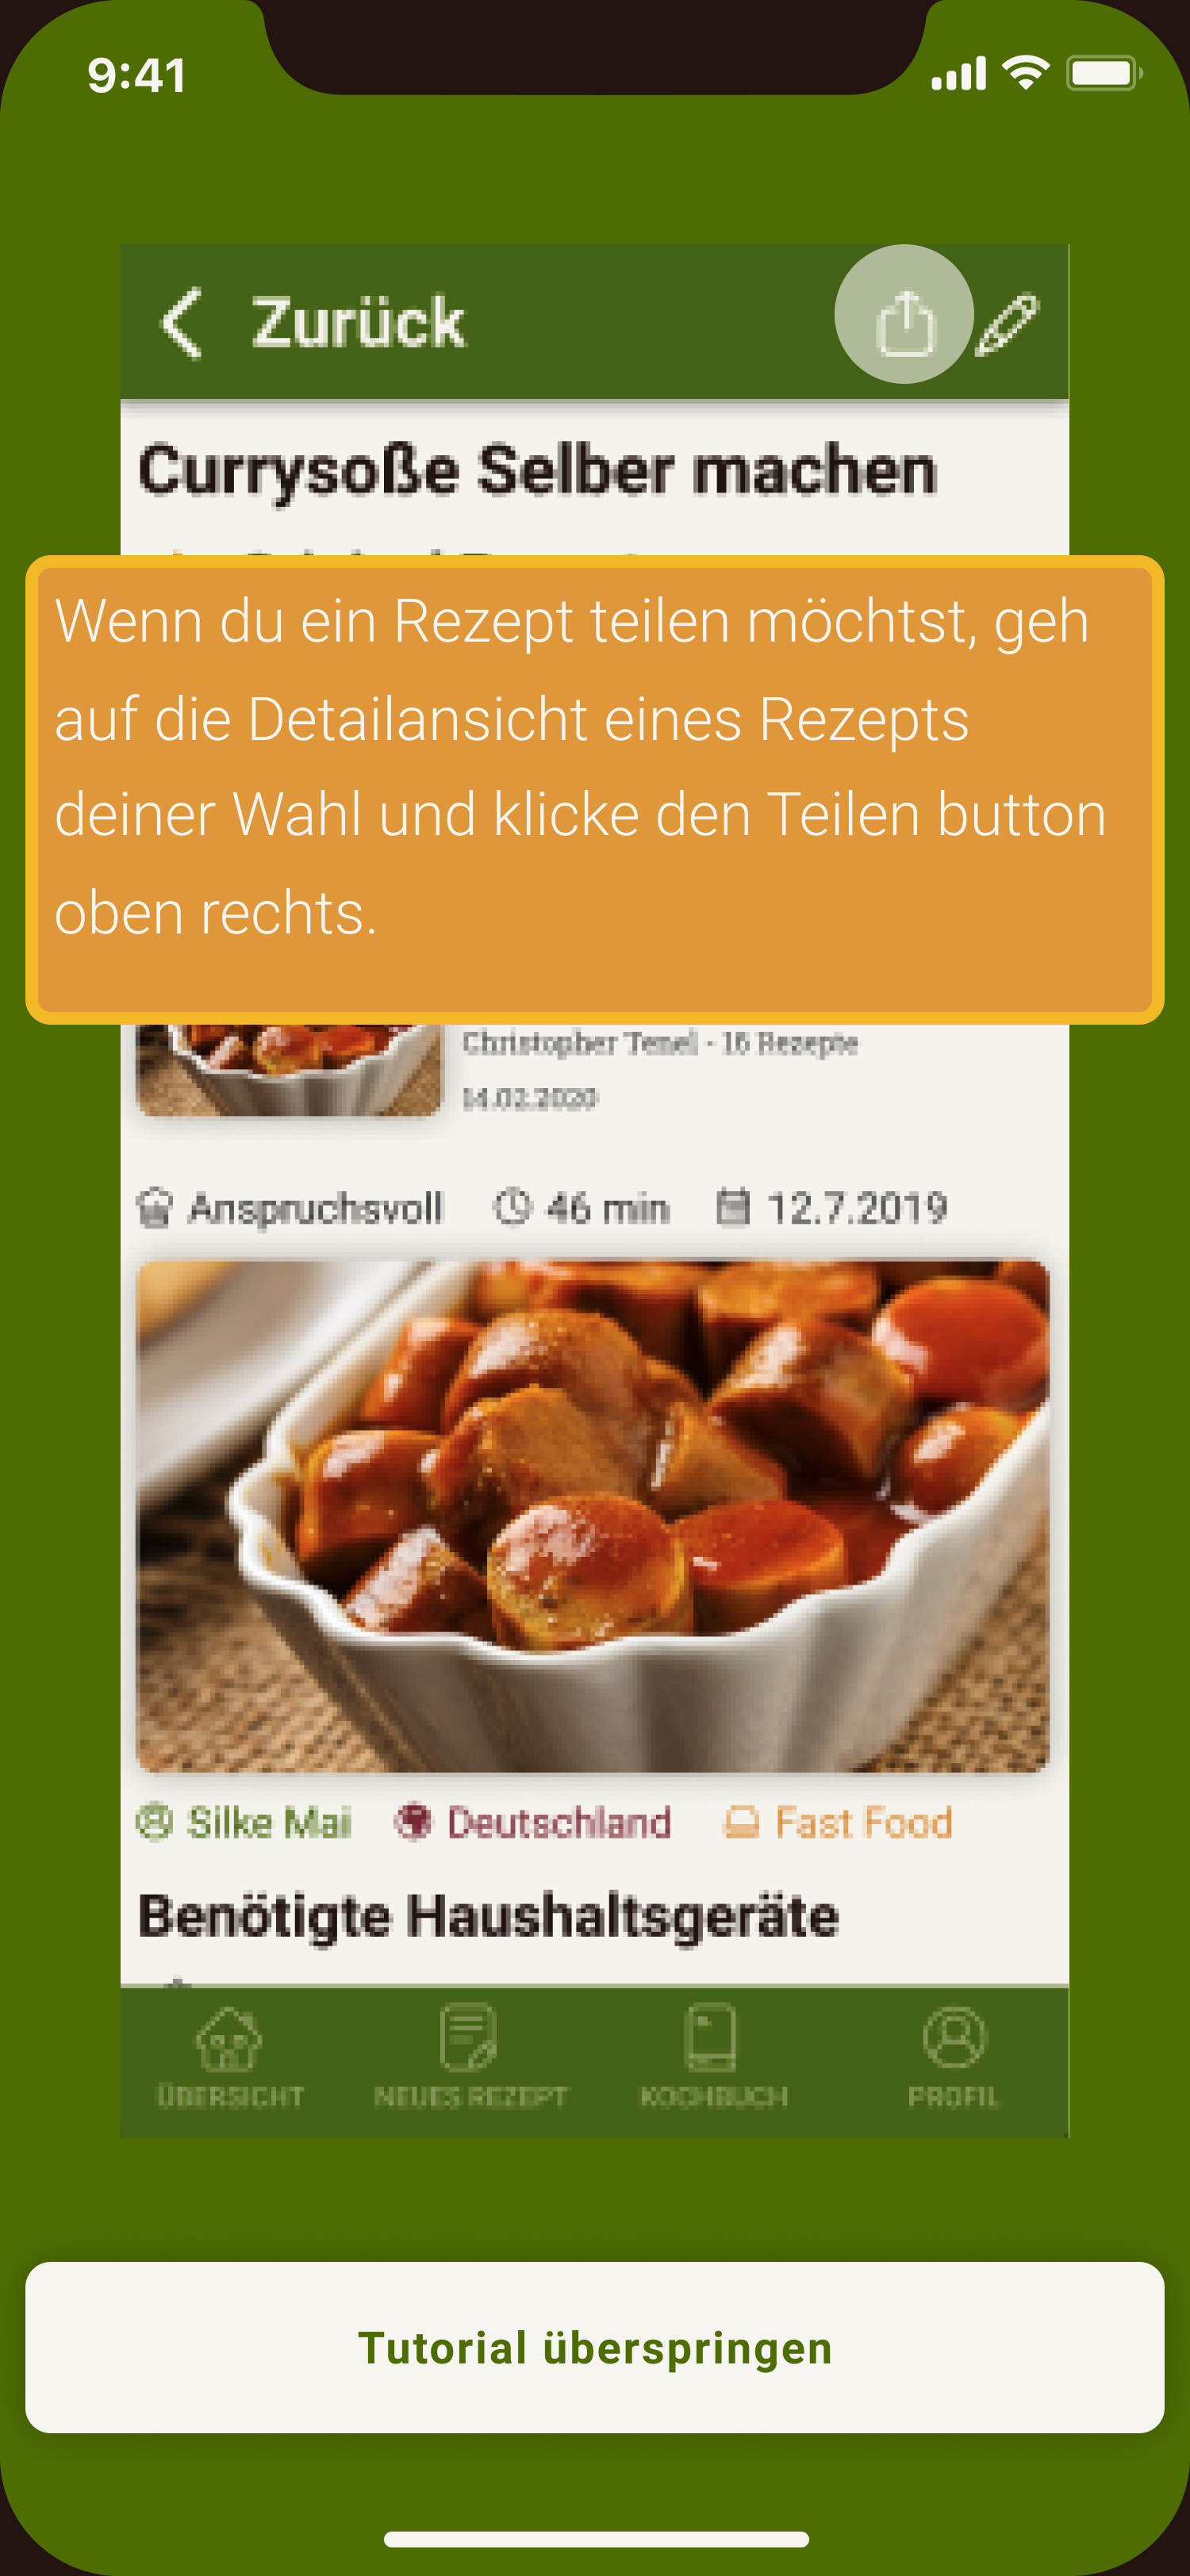 9:41
Zurück
Currysoße Selber machen
Wenn du ein Rezept teilen möchtst, geh
auf die Detailansicht eines Rezepts
deiner Wahl und klicke den Teilen button
oben rechts.
Christopher - 16 Rezepte
14.02.2020
Anspruchsvoll 46 min 12.7.2019
Silke Mai Deutschland Fast Food
Benötigte Haushaltsgeräte
ÜBERSICHT NEUES REZEPT KOCHBUCH PROFIL
Tutorial überspringen